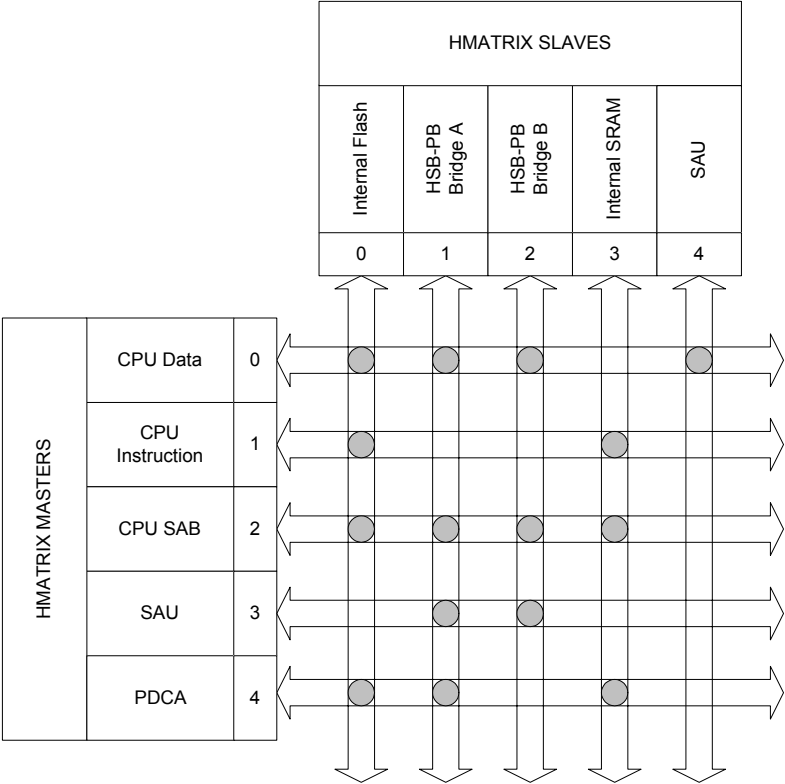 HMATRIX SLAVES
Internal Flash
HSB-PB
Bridge A
HSB-PB
Bridge B
Internal SRAM
SAU
0
1
2
3
4
HMATRIX MASTERS
CPU Data
0
CPU
Instruction
1
CPU SAB
2
SAU
3
PDCA
4